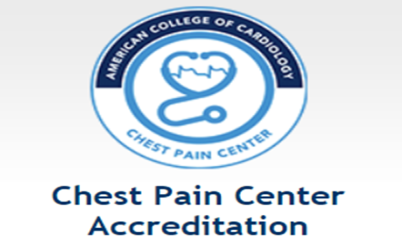 AMERICAN COLLEGE OF CARDIOLOGY
CHEST PAIN CENTER
Chest Pain Center
Accreditation